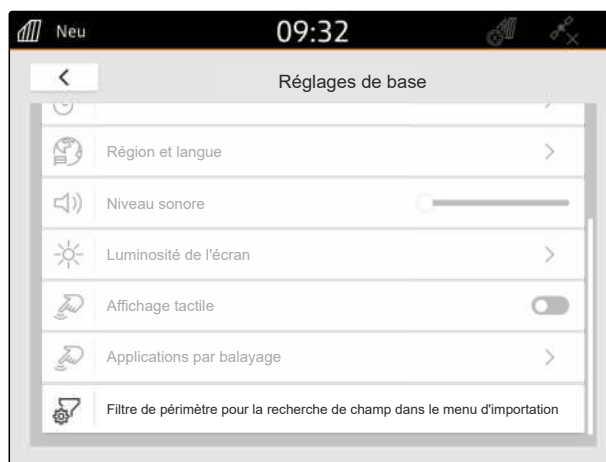 Neu
09:32
Réglages de base
Région et langue
Niveau sonore
Luminosité de l'écran
Affichage tactile
Applications par balayage
Filtre de périmètre pour la recherche de champ dans le menu d'importation